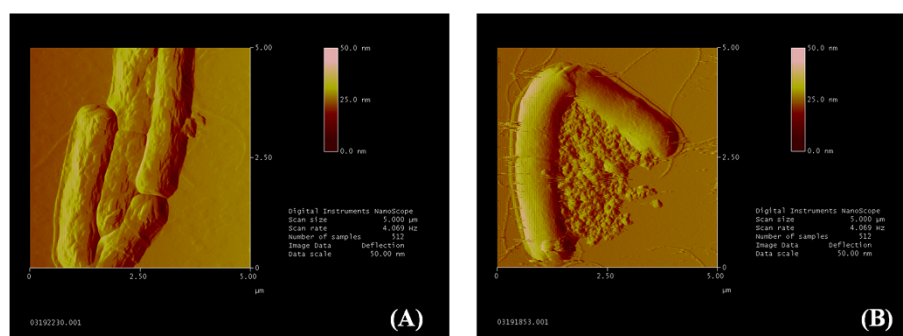 5.00
2.50
0
0
2.50
5.00
µm
50.0 nm
25.0 nm
0.0 nm
Digital Instruments NanoScope
Scan size 5.000 µm
Scan rate 4.069 Hz
Number of samples 512
Image Data Deflection
Data scale 50.00 nm
03192230.001
(A)
5.00
2.50
0
0
2.50
5.00
µm
50.0 nm
25.0 nm
0.0 nm
Digital Instruments NanoScope
Scan size 5.000 µm
Scan rate 4.069 Hz
Number of samples 512
Image Data Deflection
Data scale 50.00 nm
03191853.001
(B)